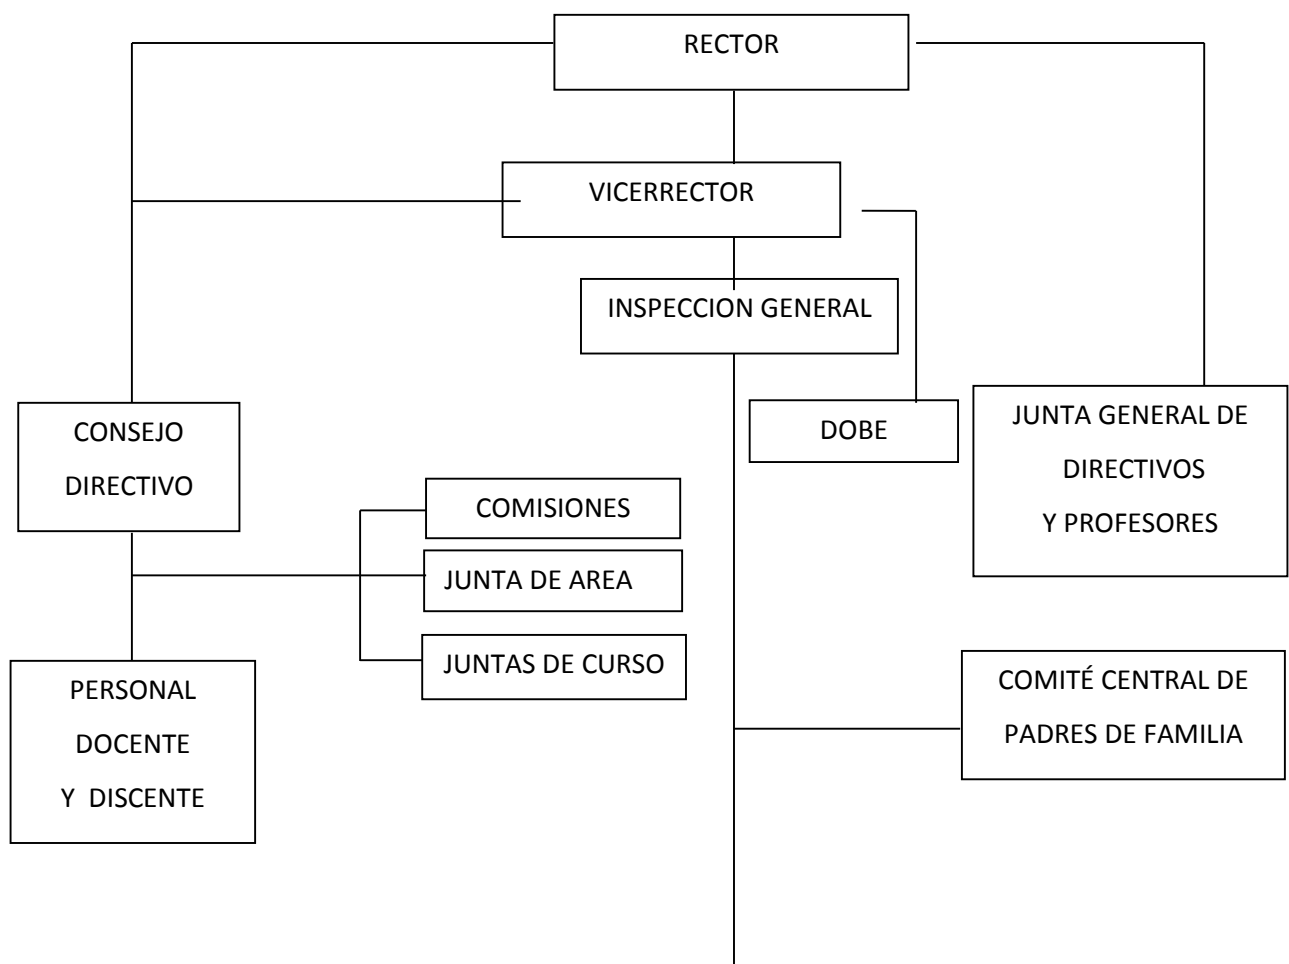 RECTOR
VICERRECTOR
INSPECCION GENERAL
CONSEJO
DIRECTIVO
DOBE
JUNTA GENERAL DE
DIRECTIVOS
Y PROFESORES
COMISIONES
JUNTA DE AREA
JUNTAS DE CURSO
PERSONAL
DOCENTE
Y DISCENTE
COMITÉ CENTRAL DE
PADRES DE FAMILIA